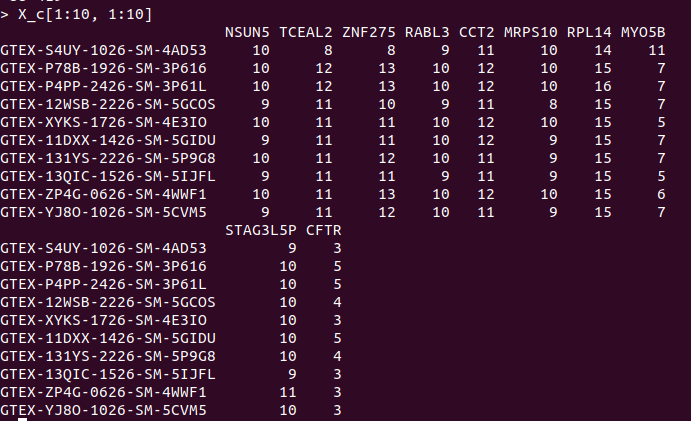 > X_c[1:10, 1:10]
NSUN5 TCEAL2 ZNF275 RABL3 CCT2 MRPS10 RPL14 MYO5B
GTEX-S4UY-1026-SM-4AD53 10 8 8 9 11 10 14 11
GTEX-P78B-1926-SM-3P616 10 12 13 10 12 10 15 7
GTEX-P4PP-2426-SM-3P61L 10 12 13 10 12 10 16 7
GTEX-12WSB-2226-SM-5GCOS 9 11 10 9 11 8 15 7
GTEX-XYKS-1726-SM-4E3IO 10 11 11 10 12 10 15 5
GTEX-11DXX-1426-SM-5GIDU 9 11 11 10 11 9 15 7
GTEX-131YS-2226-SM-5P9G8 10 11 12 10 11 9 15 7
GTEX-13QIC-1526-SM-5IJFL 9 11 11 9 11 9 15 5
GTEX-ZP4G-0626-SM-4WWF1 10 11 13 10 12 10 15 6
GTEX-YJ8O-1026-SM-5CVM5 9 11 12 10 11 9 15 7
STAG3L5P CFTR
GTEX-S4UY-1026-SM-4AD53 9 3
GTEX-P78B-1926-SM-3P616 10 5
GTEX-P4PP-2426-SM-3P61L 10 5
GTEX-12WSB-2226-SM-5GCOS 10 4
GTEX-XYKS-1726-SM-4E3IO 10 3
GTEX-11DXX-1426-SM-5GIDU 10 5
GTEX-131YS-2226-SM-5P9G8 10 4
GTEX-13QIC-1526-SM-5IJFL 9 3
GTEX-ZP4G-0626-SM-4WWF1 11 3
GTEX-YJ8O-1026-SM-5CVM5 10 3